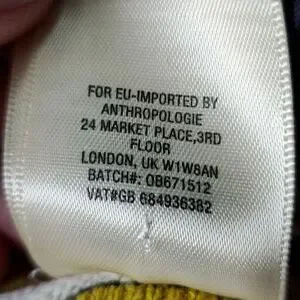 FOR EU-IMPORTED BY
ANTHROPOLOGIE
24 MARKET PLACE,3RD
FLOOR
LONDON, UK W1W8AN
BATCH#: OB671512
VAT#GB 684936382